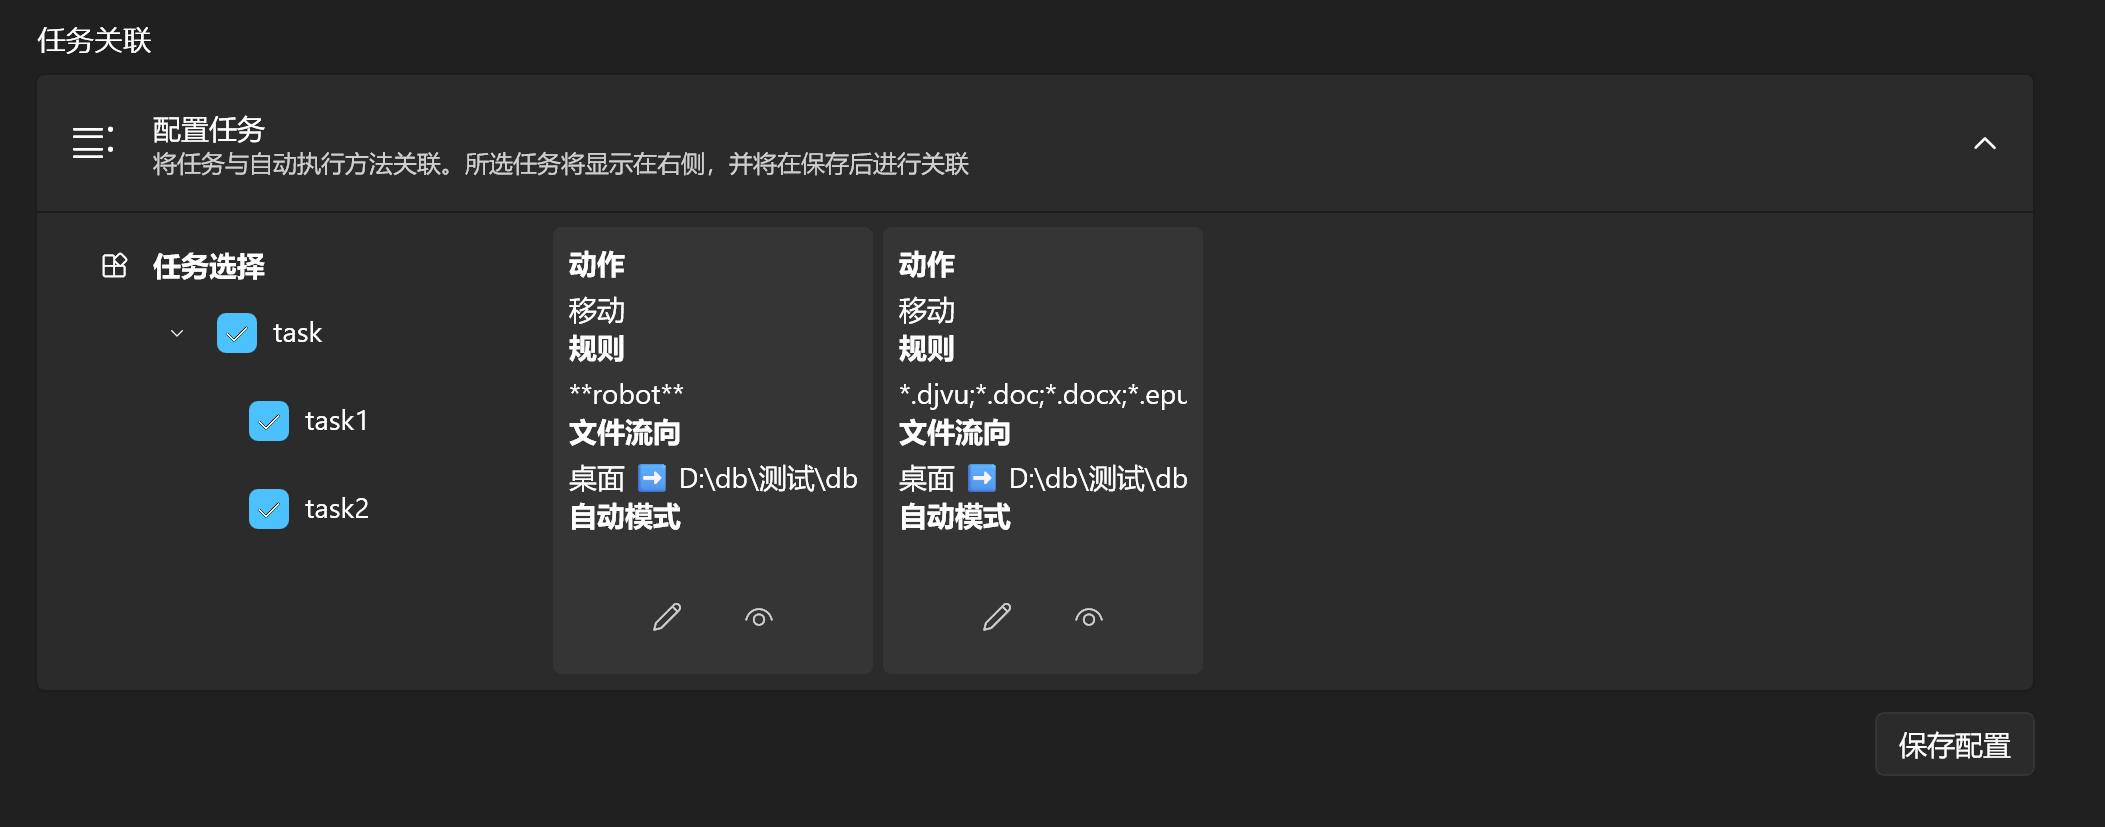 任务关联
配置任务
将任务与自动执行方法关联。所选任务将显示在右侧，并将在保存后进行关联
任务选择
task
task1
task2
动作
移动
规则
**robot**
文件流向
桌面 ➡️ D:\db\测试\db
自动模式
动作
移动
规则
*.djvu;*.doc;*.docx;*.epu
文件流向
桌面 ➡️ D:\db\测试\db
自动模式
保存配置